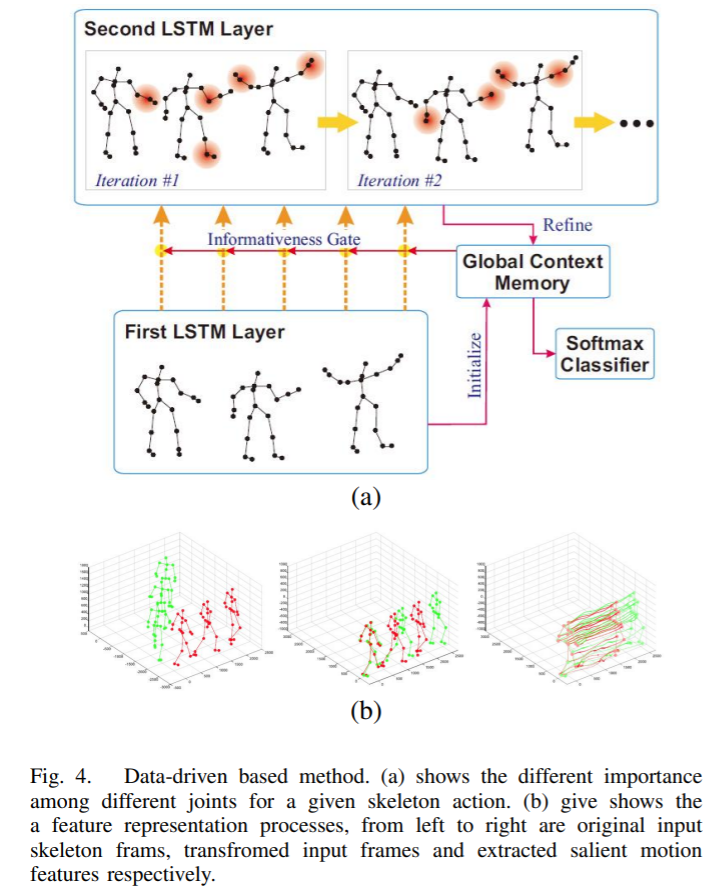 Second LSTM Layer
Iteration #1
Iteration #2
Refine
Informativeness Gate
Global Context
Memory
First LSTM Layer
Initialize
Softmax
Classifier
(a)
(b)
Fig. 4. Data-driven based method. (a) shows the different importance
among different joints for a given skeleton action. (b) give shows the
a feature representation processes, from left to right are original input
skeleton frams, transfromed input frames and extracted salient motion
features respectively.